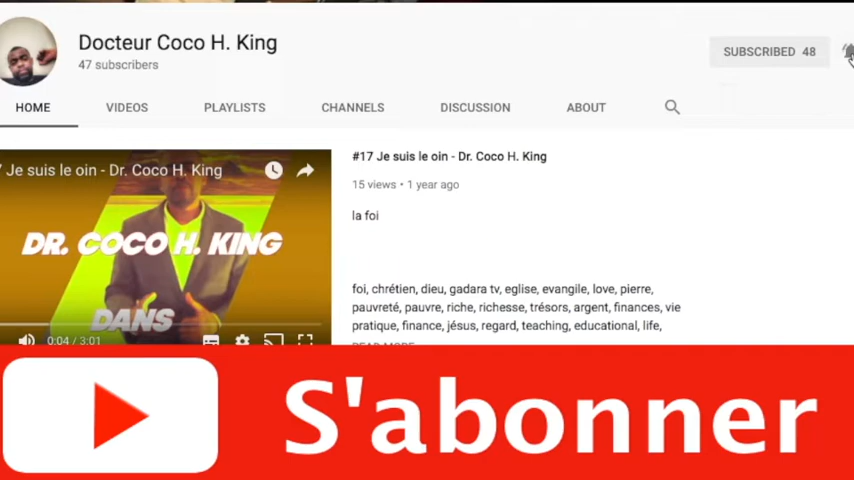 Docteur Coco H. King
47 subscribers
SUBSCRIBED 48
HOME VIDEOS PLAYLISTS CHANNELS DISCUSSION ABOUT
Je suis le oin - Dr. Coco H. King
DR. COCO H. KING
DANS
0:04 / 3:01
#17 Je suis le oin - Dr. Coco H. King
15 views • 1 year ago
la foi
foi, chrétien, dieu, gadara tv, eglise, evangile, love, pierre,
pauvreté, pauvre, riche, richesse, trésors, argent, finances, vie
pratique, finance, jésus, regard, teaching, educational, life,
READ MORE
S'abonner